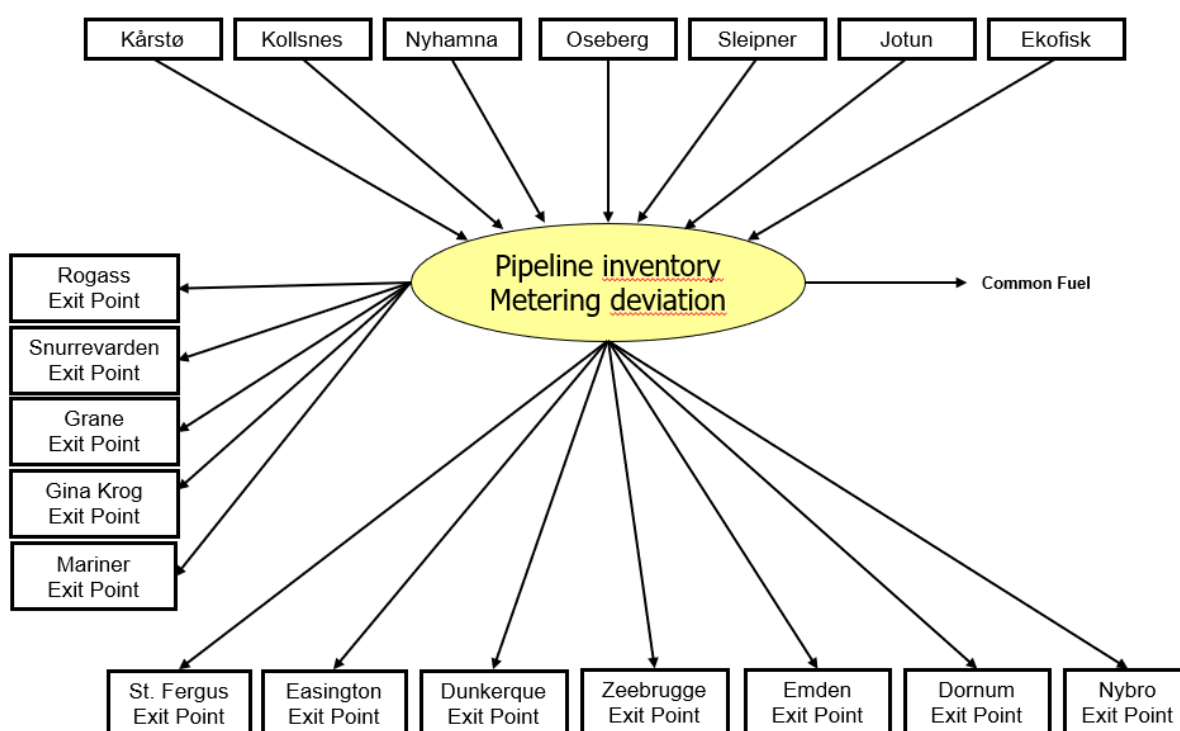 Kårstø
Kollsnes
Nyhamna
Oseberg
Sleipner
Jotun
Ekofisk
Pipeline inventory
Metering deviation
Common Fuel
Rogass
Exit Point
Snurrevarden
Exit Point
Grane
Exit Point
Gina Krog
Exit Point
Mariner
Exit Point
St. Fergus
Exit Point
Easington
Exit Point
Dunkerque
Exit Point
Zeebrugge
Exit Point
Emden
Exit Point
Dornum
Exit Point
Nybro
Exit Point